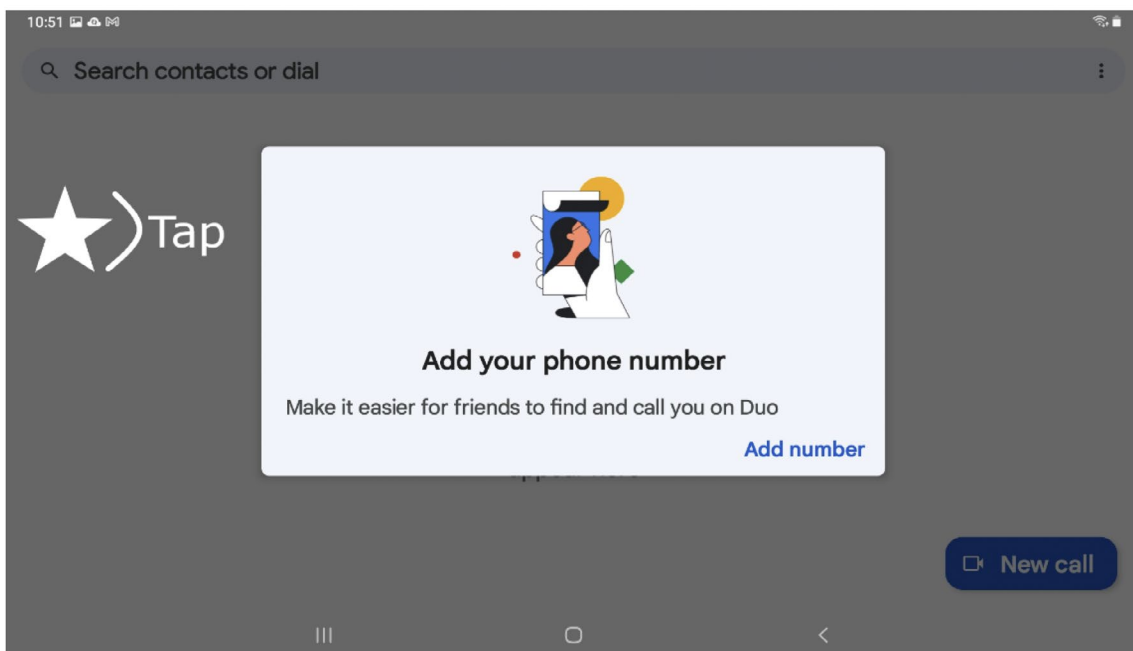 10:51
Search contacts or dial
Tap
Add your phone number
Make it easier for friends to find and call you on Duo
Add number
New call